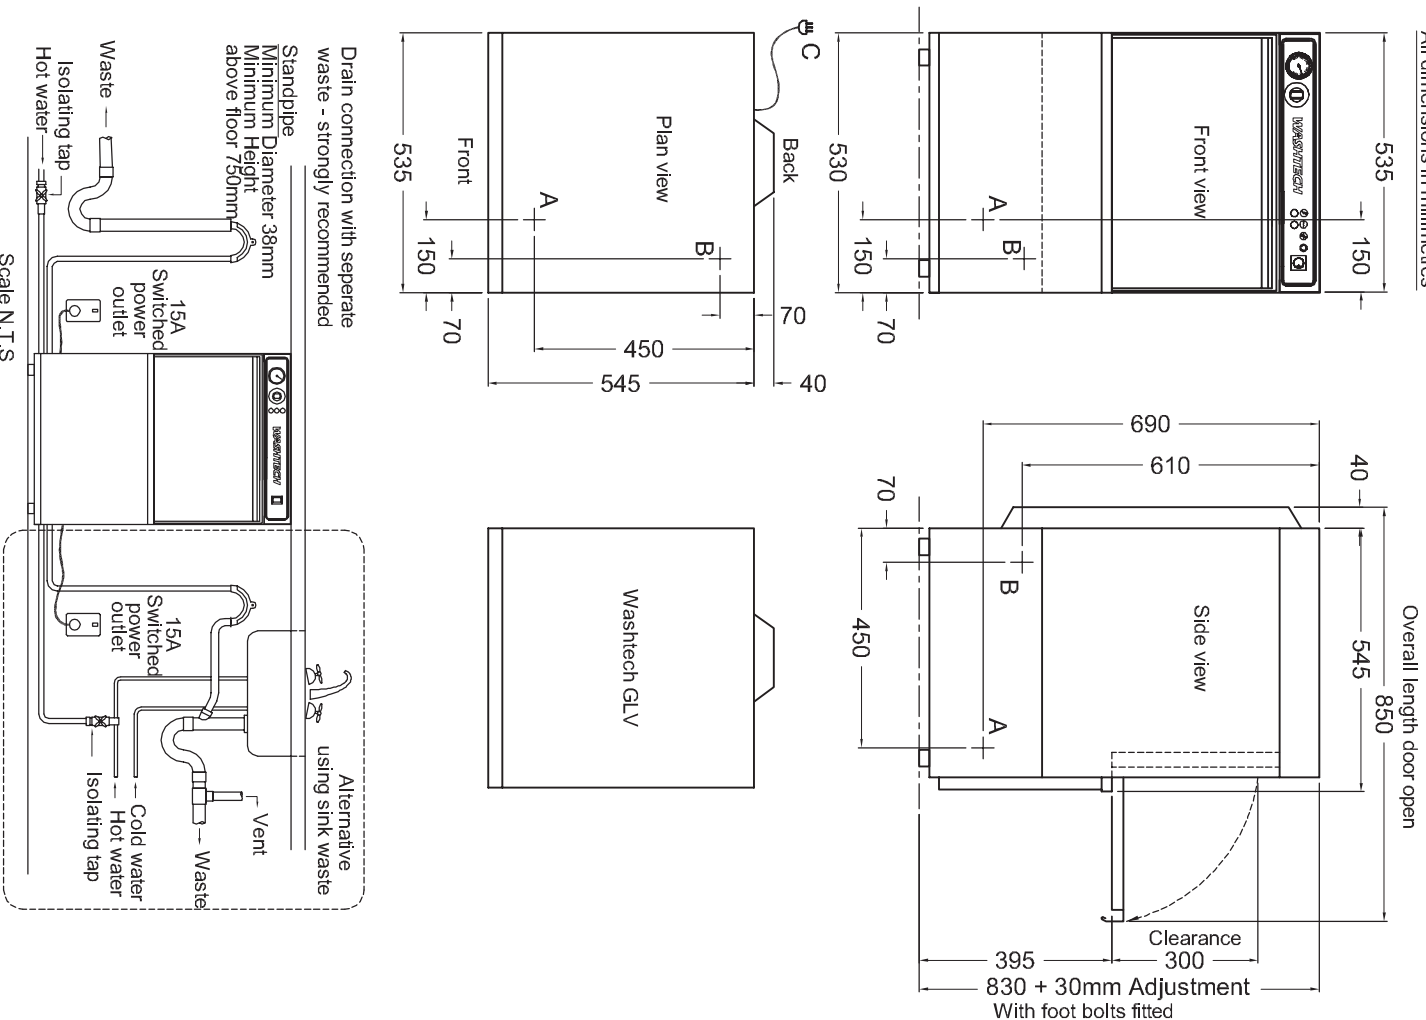 All dimensions in millimetres
535
150
WASHTECH
Front view
A
B
530
150
70
Overall length door open
850
545
40
Side view
690
610
B
A
70
450
Clearance
300
395
830 + 30mm Adjustment
With foot bolts fitted
C
Back
Plan view
A
B
Front
535
150
70
70
450
545
40
Washtech GLV
Drain connection with seperate
waste - strongly recommended
Standpipe
Minimum Diameter 38mm
Minimum Height
above floor 750mm
Waste
Isolating tap
Hot water
15A
Switched
power
outlet
WASHTECH
15A
Switched
power
outlet
Alternative
using sink waste
Vent
Waste
Cold water
Hot water
Isolating tap
Scale N.T.S